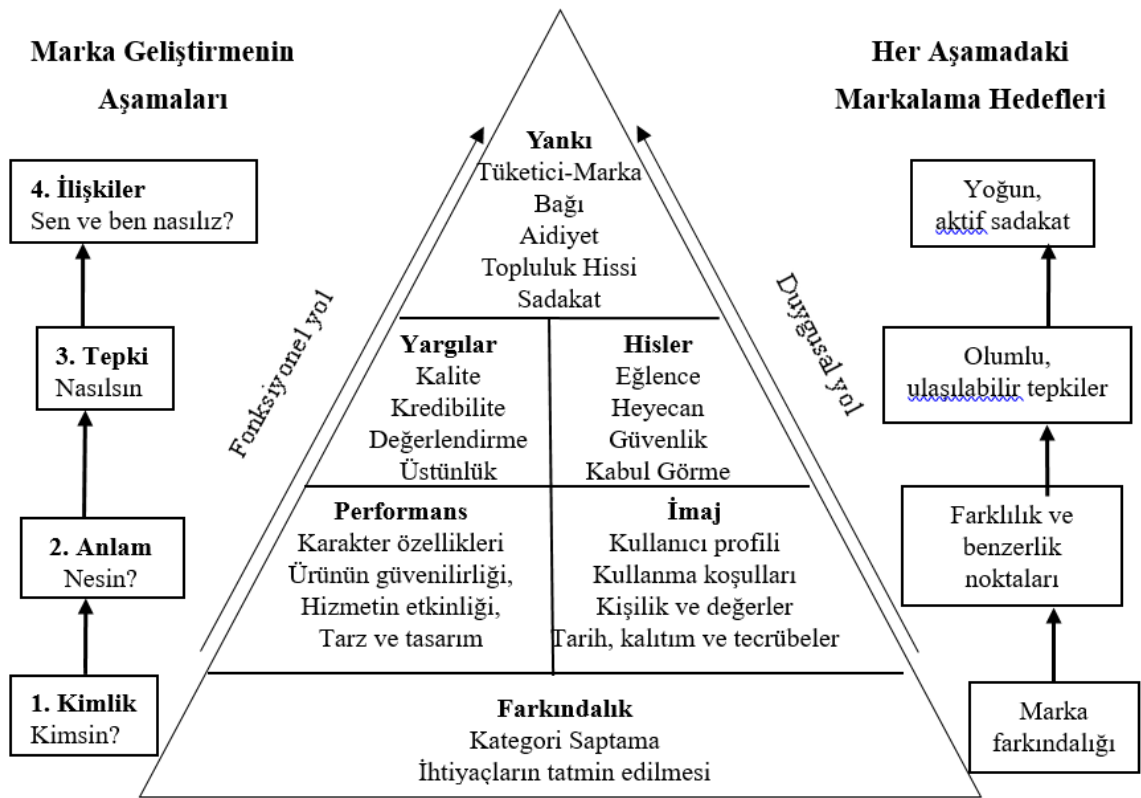 Marka Geliştirmenin
Aşamaları
4. İlişkiler
Sen ve ben nasılız?
3. Tepki
Nasılsın
2. Anlam
Nesin?
1. Kimlik
Kimsin?
Fonksiyonel yol
Yankı
Tüketici-Marka
Bağı
Aidiyet
Topluluk Hissi
Sadakat
Yargılar
Kalite
Kredibilite
Değerlendirme
Üstünlük
Hisler
Eğlence
Heyecan
Güvenlik
Kabul Görme
Performans
Karakter özellikleri
Ürünün güvenilirliği,
Hizmetin etkinliği,
Tarz ve tasarım
İmaj
Kullanıcı profili
Kullanma koşulları
Kişilik ve değerler
Tarih, kalıtım ve tecrübeler
Farkındalık
Kategori Saptama
İhtiyaçların tatmin edilmesi
Duygusal yol
Her Aşamadaki
Markalama Hedefleri
Yoğun,
aktif sadakat
Olumlu,
ulaşılabilir tepkiler
Farklılık ve
benzerlik
noktaları
Marka
farkındalığı